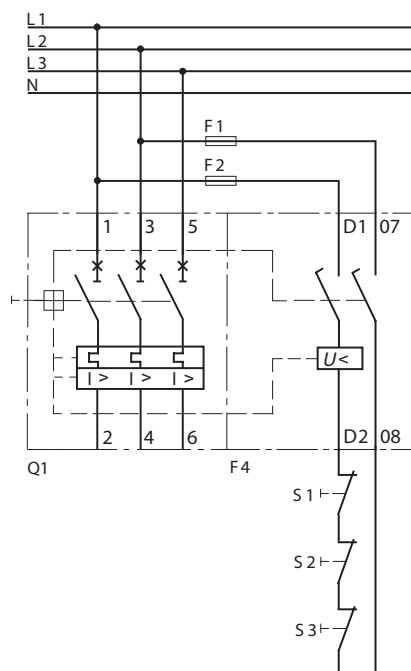 L1
L2
L3
N
F1
F2
1 3 5 D1 07
U<
I > I > I >
2 4 6 D2 08
Q1 F4
S1
S2
S3